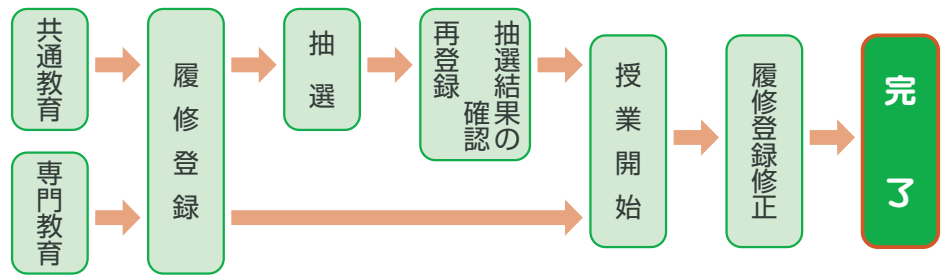 共通教育
専門教育
履修登録
抽選
抽選結果の
確認
再登録
授業開始
履修登録修正
完了